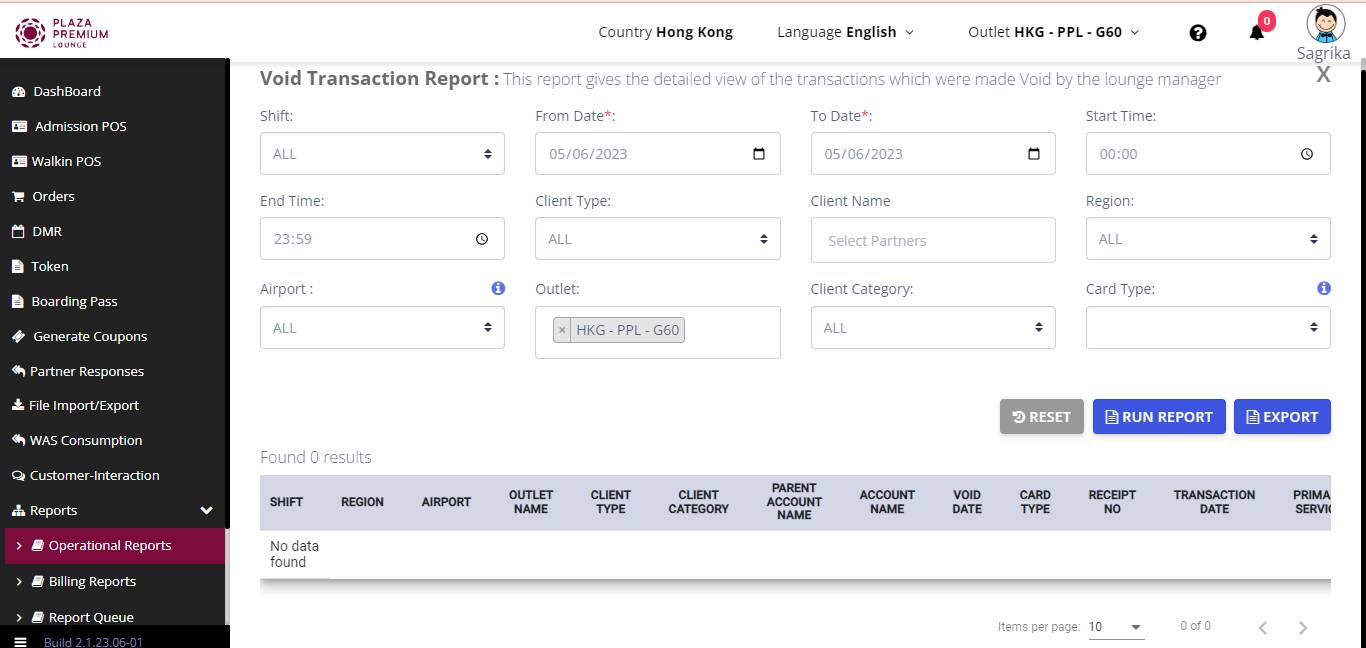 PLAZA
PREMIUM
LOUNGE
Country Hong Kong
Language English
Outlet HKG - PPL - G60
0
Sagrika
DashBoard
Admission POS
Walkin POS
Orders
DMR
Token
Boarding Pass
Generate Coupons
Partner Responses
File Import/Export
WAS Consumption
Customer-Interaction
Reports
Operational Reports
Billing Reports
Report Queue
Build 2.1.23.06-01
Void Transaction Report : This report gives the detailed view of the transactions which were made Void by the lounge manager
X
Shift:
ALL
From Date*:
05/06/2023
To Date*:
05/06/2023
Start Time:
00:00
End Time:
23:59
Client Type:
ALL
Client Name
Select Partners
Region:
ALL
Airport :
ALL
Outlet:
× HKG - PPL - G60
Client Category:
ALL
Card Type:
RESET
RUN REPORT
EXPORT
Found 0 results
SHIFT
REGION
AIRPORT
OUTLET
NAME
CLIENT
TYPE
CLIENT
CATEGORY
PARENT
ACCOUNT
NAME
ACCOUNT
NAME
VOID
DATE
CARD
TYPE
RECEIPT
NO
TRANSACTION
DATE
PRIMA
SERVIC
No data
found
Items per page: 10
0 of 0